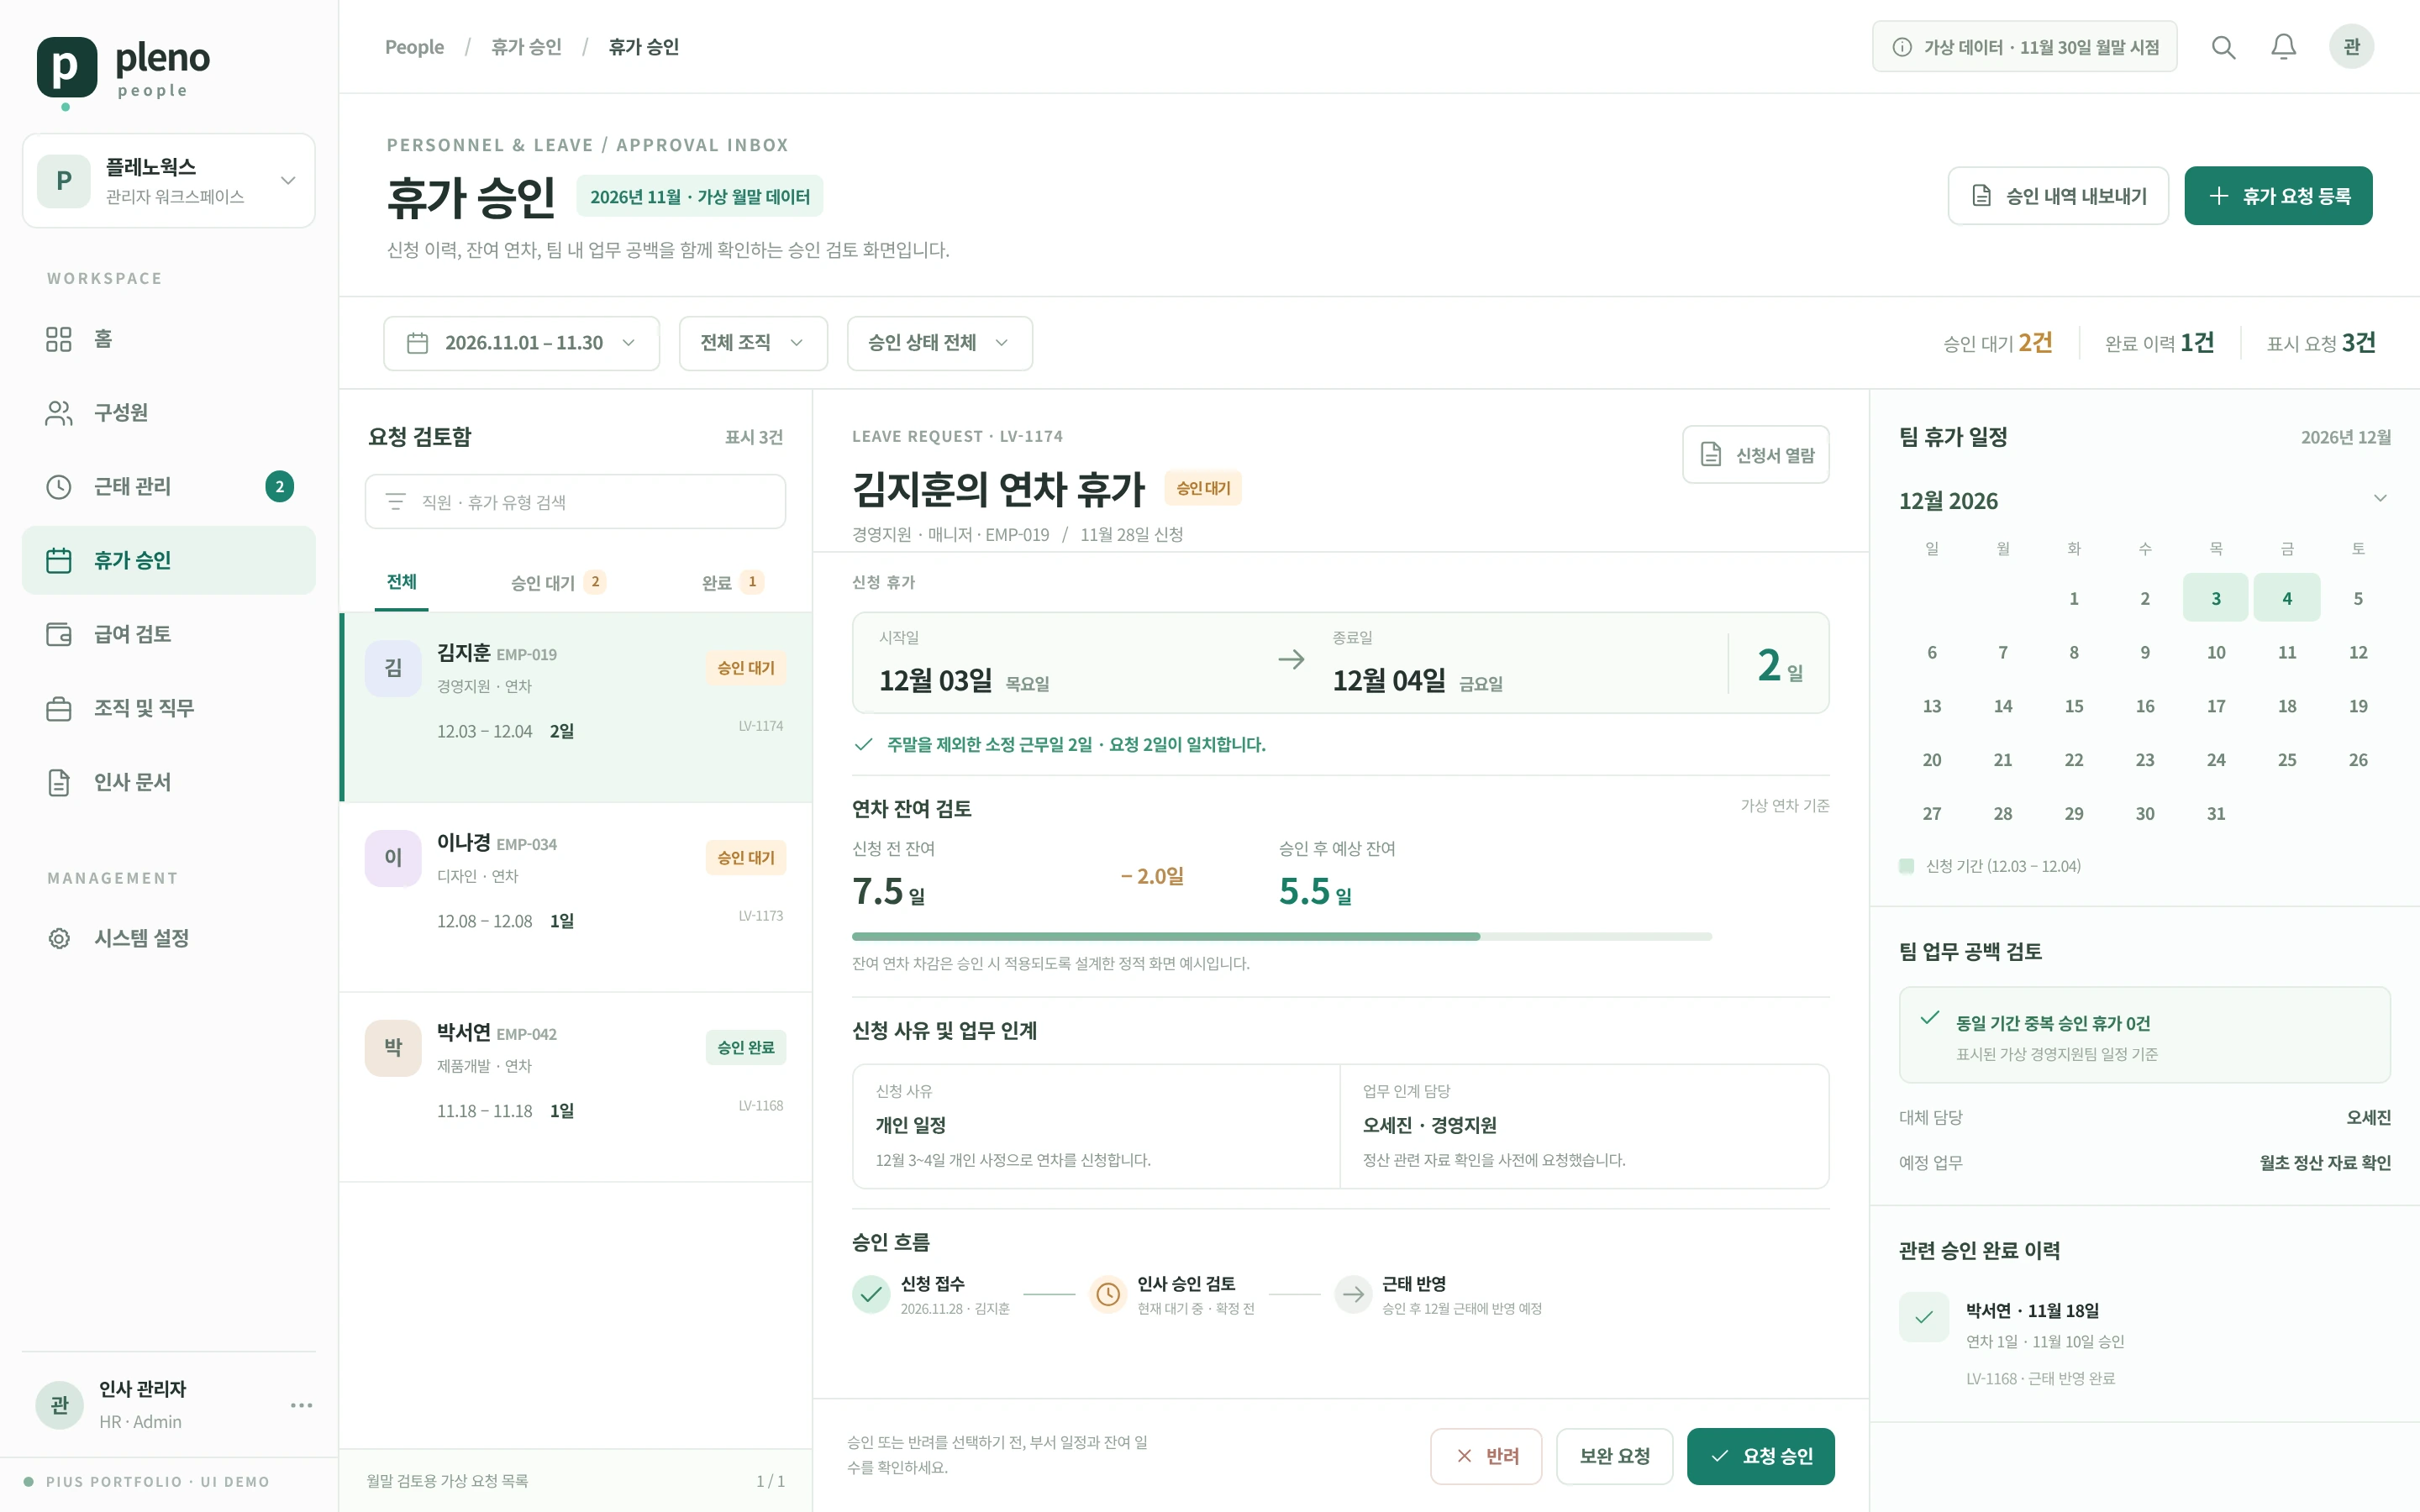 p
pleno
people
P
플레노웍스
관리자 워크스페이스
WORKSPACE
홈
구성원
근태 관리 2
휴가 승인
급여 검토
조직 및 직무
인사 문서
MANAGEMENT
시스템 설정
관
인사 관리자
HR · Admin
PIUS PORTFOLIO · UI DEMO
People / 휴가 승인 / 휴가 승인
가상 데이터 · 11월 30일 월말 시점
관
PERSONNEL & LEAVE / APPROVAL INBOX
휴가 승인 2026년 11월 · 가상 월말 데이터
신청 이력, 잔여 연차, 팀 내 업무 공백을 함께 확인하는 승인 검토 화면입니다.
승인 내역 내보내기
휴가 요청 등록
2026.11.01 – 11.30
전체 조직
승인 상태 전체
승인 대기 2건
완료 이력 1건
표시 요청 3건
요청 검토함 표시 3건
직원 · 휴가 유형 검색
전체 승인 대기 2 완료 1
김
김지훈 EMP-019
경영지원 · 연차
승인 대기
12.03 – 12.04 2일 LV-1174
이
이나경 EMP-034
디자인 · 연차
승인 대기
12.08 – 12.08 1일 LV-1173
박
박서연 EMP-042
제품개발 · 연차
승인 완료
11.18 – 11.18 1일 LV-1168
월말 검토용 가상 요청 목록 1 / 1
LEAVE REQUEST · LV-1174
김지훈의 연차 휴가 승인 대기
경영지원 · 매니저 · EMP-019 / 11월 28일 신청
신청서 열람
신청 휴가
시작일
12월 03일 목요일
종료일
12월 04일 금요일
2 일
주말을 제외한 소정 근무일 2일 · 요청 2일이 일치합니다.
연차 잔여 검토 가상 연차 기준
신청 전 잔여
7.5 일
– 2.0일
승인 후 예상 잔여
5.5 일
잔여 연차 차감은 승인 시 적용되도록 설계한 정적 화면 예시입니다.
신청 사유 및 업무 인계
신청 사유
개인 일정
12월 3~4일 개인 사정으로 연차를 신청합니다.
업무 인계 담당
오세진 · 경영지원
정산 관련 자료 확인을 사전에 요청했습니다.
승인 흐름
신청 접수
2026.11.28 · 김지훈
인사 승인 검토
현재 대기 중 · 확정 전
근태 반영
승인 후 12월 근태에 반영 예정
승인 또는 반려를 선택하기 전, 부서 일정과 잔여 일
수를 확인하세요.
반려
보완 요청
요청 승인
팀 휴가 일정 2026년 12월
12월 2026
일 월 화 수 목 금 토
1 2 3 4 5
6 7 8 9 10 11 12
13 14 15 16 17 18 19
20 21 22 23 24 25 26
27 28 29 30 31
신청 기간 (12.03 – 12.04)
팀 업무 공백 검토
동일 기간 중복 승인 휴가 0건
표시된 가상 경영지원팀 일정 기준
대체 담당 오세진
예정 업무 월초 정산 자료 확인
관련 승인 완료 이력
박서연 · 11월 18일
연차 1일 · 11월 10일 승인
LV-1168 · 근태 반영 완료